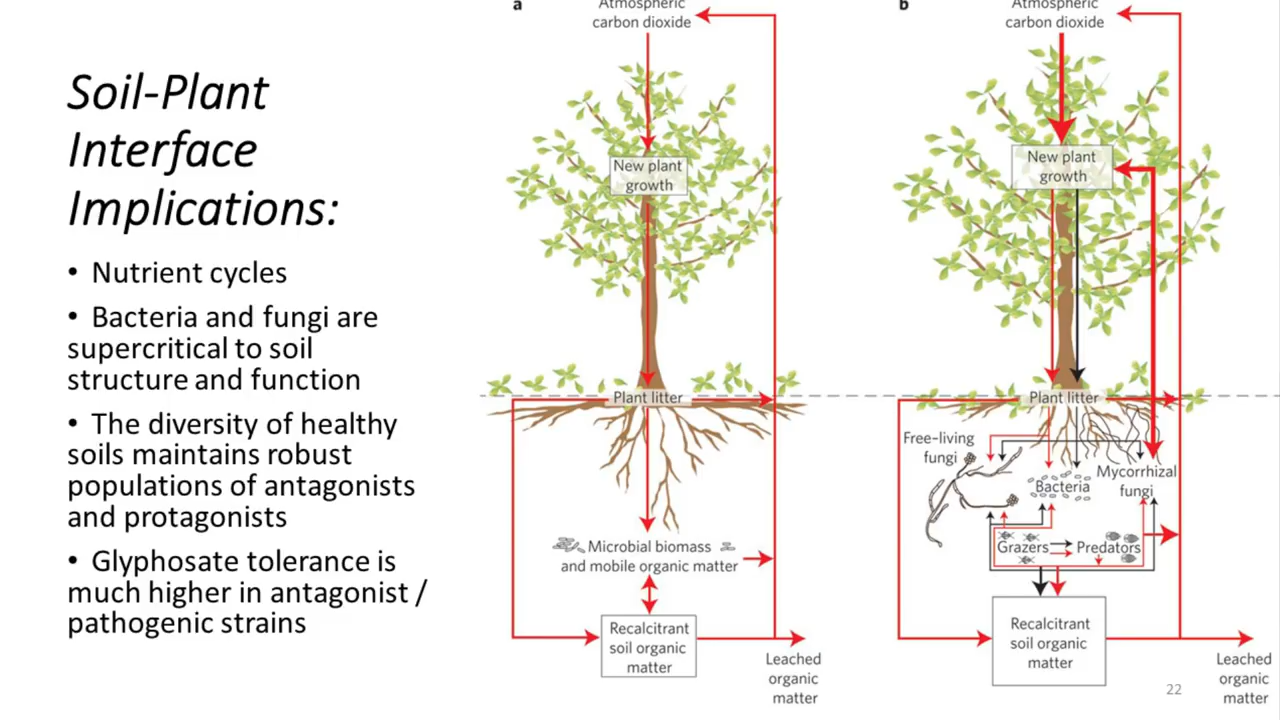 Soil-Plant
Interface
Implications:
• Nutrient cycles
• Bacteria and fungi are
supercritical to soil
structure and function
• The diversity of healthy
soils maintains robust
populations of antagonists
and protagonists
• Glyphosate tolerance is
much higher in antagonist /
pathogenic strains
a
Atmospheric
carbon dioxide
New plant
growth
Plant litter
Microbial biomass
and mobile organic matter
Recalcitrant
soil organic
matter
Leached
organic
matter
b
Atmospheric
carbon dioxide
New plant
growth
Plant litter
Free-living
fungi
Bacteria
Mycorrhizal
fungi
Grazers
Predators
Recalcitrant
soil organic
matter
Leached
organic
matter
22